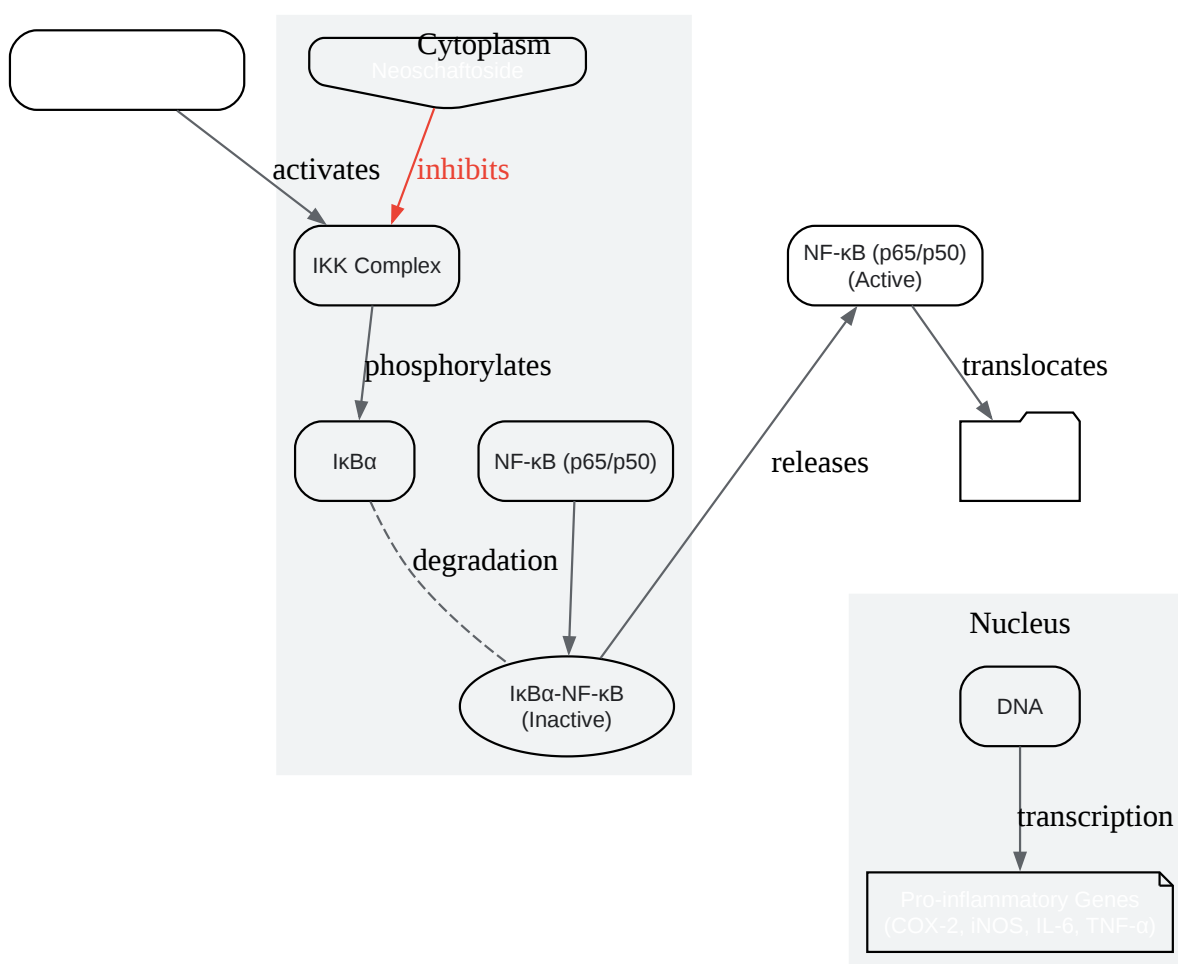 Cytoplasm
Neoschaftoside
activates
inhibits
IKK Complex
NF-κB (p65/p50)
(Active)
phosphorylates
translocates
IκBα
NF-κB (p65/p50)
releases
degradation
Nucleus
IκBα-NF-κB
(Inactive)
DNA
transcription
Pro-inflammatory Genes
(COX-2, iNOS, IL-6, TNF-α)